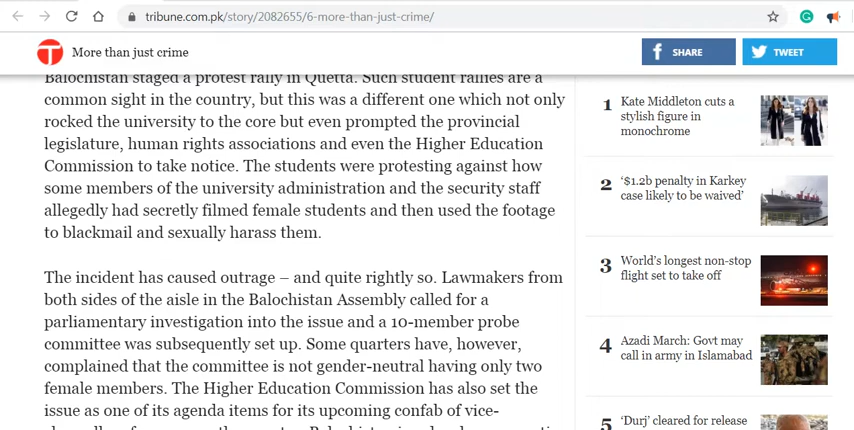 tribune.com.pk/story/2082655/6-more-than-just-crime/
More than just crime
SHARE
TWEET
Balochistan staged a protest rally in Quetta. Such student rallies are a
common sight in the country, but this was a different one which not only
rocked the university to the core but even prompted the provincial
legislature, human rights associations and even the Higher Education
Commission to take notice. The students were protesting against how
some members of the university administration and the security staff
allegedly had secretly filmed female students and then used the footage
to blackmail and sexually harass them.
The incident has caused outrage – and quite rightly so. Lawmakers from
both sides of the aisle in the Balochistan Assembly called for a
parliamentary investigation into the issue and a 10-member probe
committee was subsequently set up. Some quarters have, however,
complained that the committee is not gender-neutral having only two
female members. The Higher Education Commission has also set the
issue as one of its agenda items for its upcoming confab of vice-
1 Kate Middleton cuts a
stylish figure in
monochrome
2 ‘$1.2b penalty in Karkey
case likely to be waived’
3 World’s longest non-stop
flight set to take off
4 Azadi March: Govt may
call in army in Islamabad
5 ‘Durj’ cleared for release